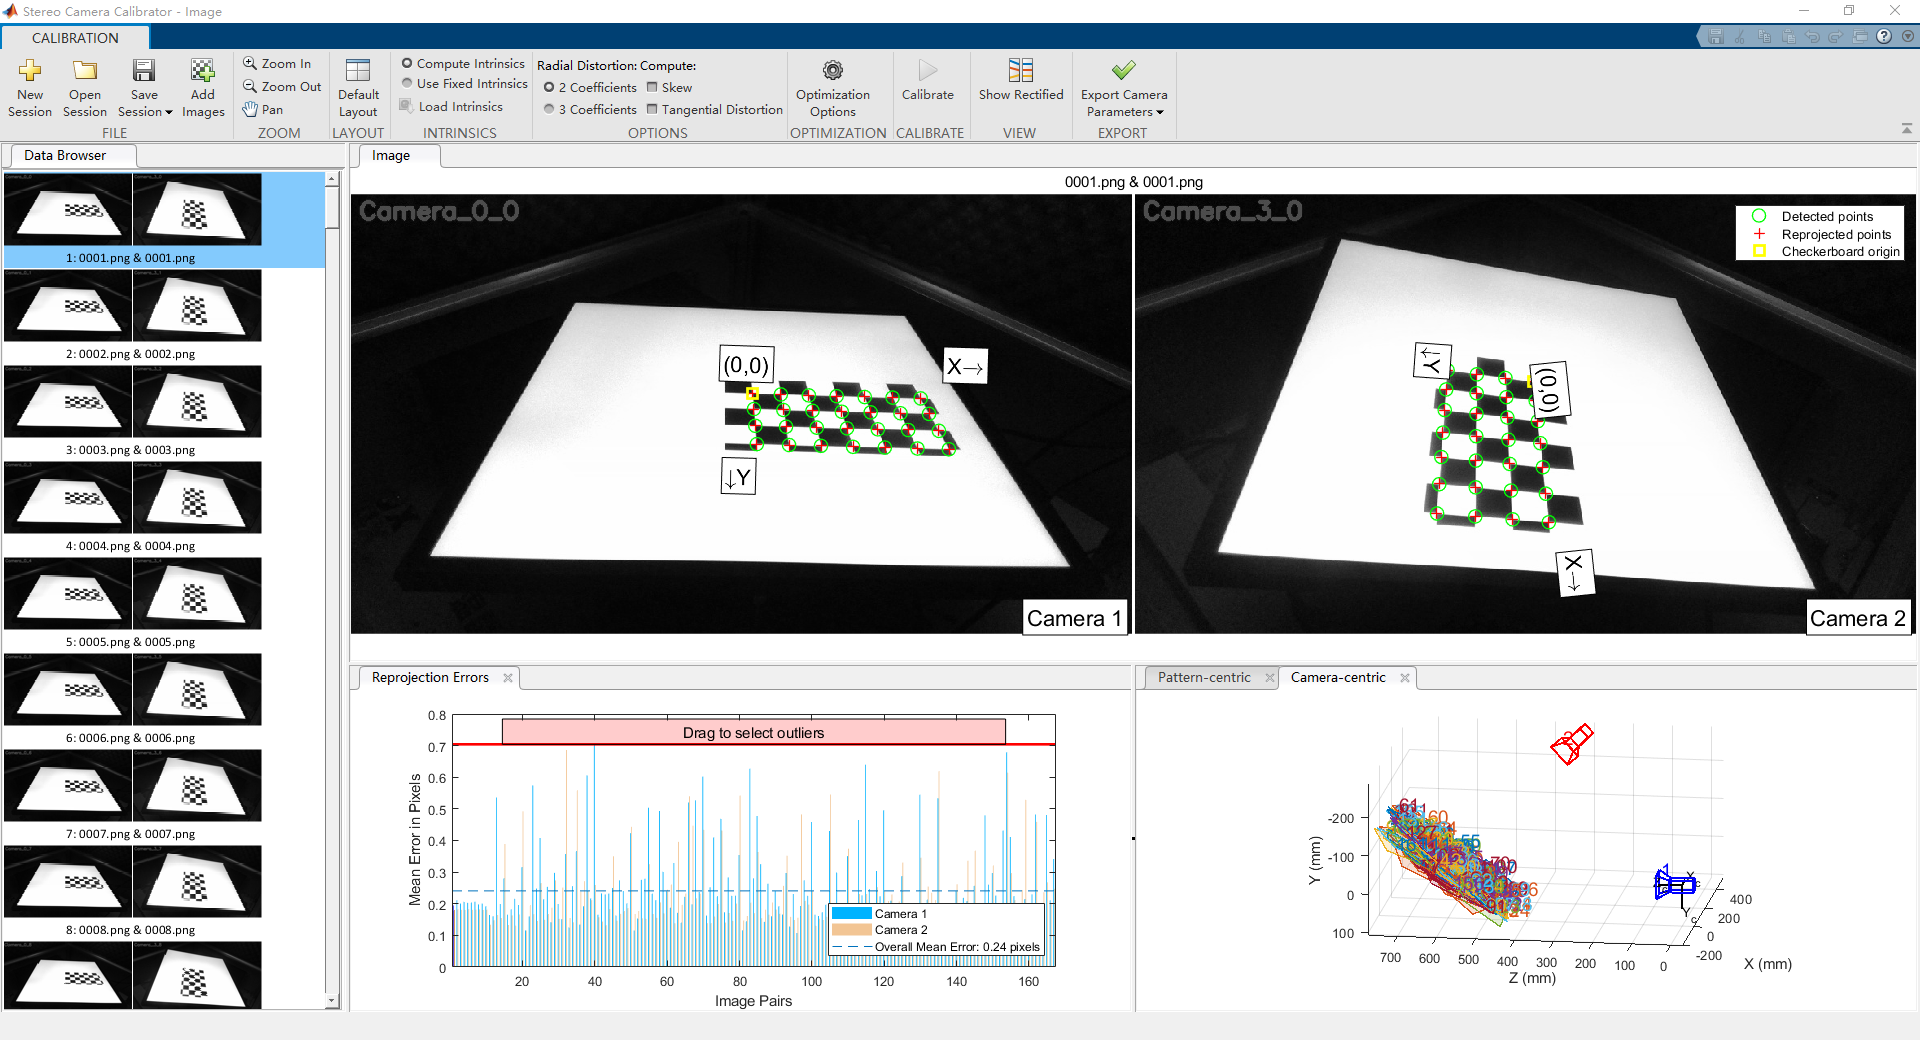 Stereo Camera Calibrator - Image
CALIBRATION
New Session
Open Session
Save Session
Add Images
FILE
Zoom In
Zoom Out
Pan
ZOOM
Default Layout
LAYOUT
Compute Intrinsics
Use Fixed Intrinsics
Load Intrinsics
INTRINSICS
Radial Distortion: Compute:
2 Coefficients Skew
3 Coefficients Tangential Distortion
OPTIONS
Optimization Options
OPTIMIZATION
Calibrate
CALIBRATE
Show Rectified
VIEW
Export Camera Parameters
EXPORT
Data Browser
1: 0001.png & 0001.png
2: 0002.png & 0002.png
3: 0003.png & 0003.png
4: 0004.png & 0004.png
5: 0005.png & 0005.png
6: 0006.png & 0006.png
7: 0007.png & 0007.png
8: 0008.png & 0008.png
Image
0001.png & 0001.png
Camera_0_0
(0,0)
X→
↓Y
Camera 1
Camera_3_0
Detected points
Reprojected points
Checkerboard origin
←Y
(0,0)
X→
Camera 2
Reprojection Errors
Drag to select outliers
0.8
0.7
0.6
0.5
0.4
0.3
0.2
0.1
0
Mean Error in Pixels
Camera 1
Camera 2
Overall Mean Error: 0.24 pixels
20 40 60 80 100 120 140 160
Image Pairs
Pattern-centric
Camera-centric
-200
-100
0
100
Y (mm)
700 600 500 400 300 200 100 0
Z (mm)
400
200
0
-200
X (mm)